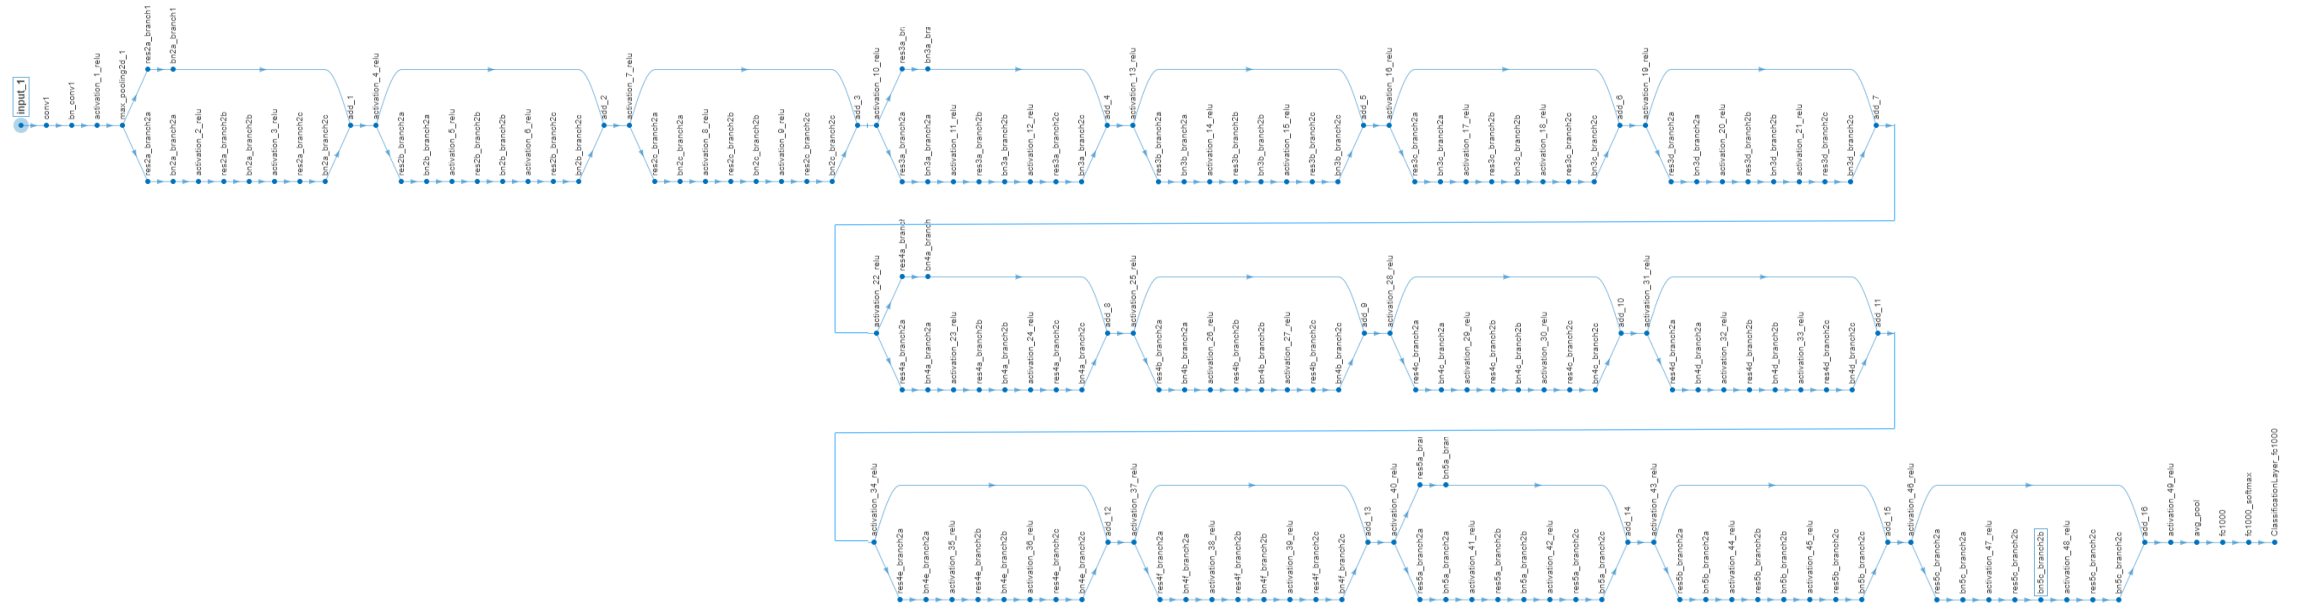 input_1
conv1
bn_conv1
activation_1_relu
max_pooling2d_1
res2a_branch1
bn2a_branch1
res2a_branch2a
bn2a_branch2a
activation_2_relu
res2a_branch2b
bn2a_branch2b
activation_3_relu
res2a_branch2c
bn2a_branch2c
add_1
activation_4_relu
res2b_branch2a
bn2b_branch2a
activation_5_relu
res2b_branch2b
bn2b_branch2b
activation_6_relu
res2b_branch2c
bn2b_branch2c
add_2
activation_7_relu
res2c_branch2a
bn2c_branch2a
activation_8_relu
res2c_branch2b
bn2c_branch2b
activation_9_relu
res2c_branch2c
bn2c_branch2c
add_3
activation_10_relu
res3a_br
bn3a_bra
res3a_branch2a
bn3a_branch2a
activation_11_relu
res3a_branch2b
bn3a_branch2b
activation_12_relu
res3a_branch2c
bn3a_branch2c
add_4
activation_13_relu
res3b_branch2a
bn3b_branch2a
activation_14_relu
res3b_branch2b
bn3b_branch2b
activation_15_relu
res3b_branch2c
bn3b_branch2c
add_5
activation_16_relu
res3c_branch2a
bn3c_branch2a
activation_17_relu
res3c_branch2b
bn3c_branch2b
activation_18_relu
res3c_branch2c
bn3c_branch2c
add_6
activation_19_relu
res3d_branch2a
bn3d_branch2a
activation_20_relu
res3d_branch2b
bn3d_branch2b
activation_21_relu
res3d_branch2c
bn3d_branch2c
add_7
activation_22_relu
res4a_branch
bn4a_branch
res4a_branch2a
bn4a_branch2a
activation_23_relu
res4a_branch2b
bn4a_branch2b
activation_24_relu
res4a_branch2c
bn4a_branch2c
add_8
activation_25_relu
res4b_branch2a
bn4b_branch2a
activation_26_relu
res4b_branch2b
bn4b_branch2b
activation_27_relu
res4b_branch2c
bn4b_branch2c
add_9
activation_28_relu
res4c_branch2a
bn4c_branch2a
activation_29_relu
res4c_branch2b
bn4c_branch2b
activation_30_relu
res4c_branch2c
bn4c_branch2c
add_10
activation_31_relu
res4d_branch2a
bn4d_branch2a
activation_32_relu
res4d_branch2b
bn4d_branch2b
activation_33_relu
res4d_branch2c
bn4d_branch2c
add_11
activation_34_relu
res4e_branch2a
bn4e_branch2a
activation_35_relu
res4e_branch2b
bn4e_branch2b
activation_36_relu
res4e_branch2c
bn4e_branch2c
add_12
activation_37_relu
res4f_branch2a
bn4f_branch2a
activation_38_relu
res4f_branch2b
bn4f_branch2b
activation_39_relu
res4f_branch2c
bn4f_branch2c
add_13
activation_40_relu
res5a_bra
bn5a_bran
res5a_branch2a
bn5a_branch2a
activation_41_relu
res5a_branch2b
bn5a_branch2b
activation_42_relu
res5a_branch2c
bn5a_branch2c
add_14
activation_43_relu
res5b_branch2a
bn5b_branch2a
activation_44_relu
res5b_branch2b
bn5b_branch2b
activation_45_relu
res5b_branch2c
bn5b_branch2c
add_15
activation_46_relu
res5c_branch2a
bn5c_branch2a
activation_47_relu
res5c_branch2b
bn5c_branch2b
activation_48_relu
res5c_branch2c
bn5c_branch2c
add_16
activation_49_relu
avg_pool
fc1000
fc1000_softmax
ClassificationLayer_fc1000